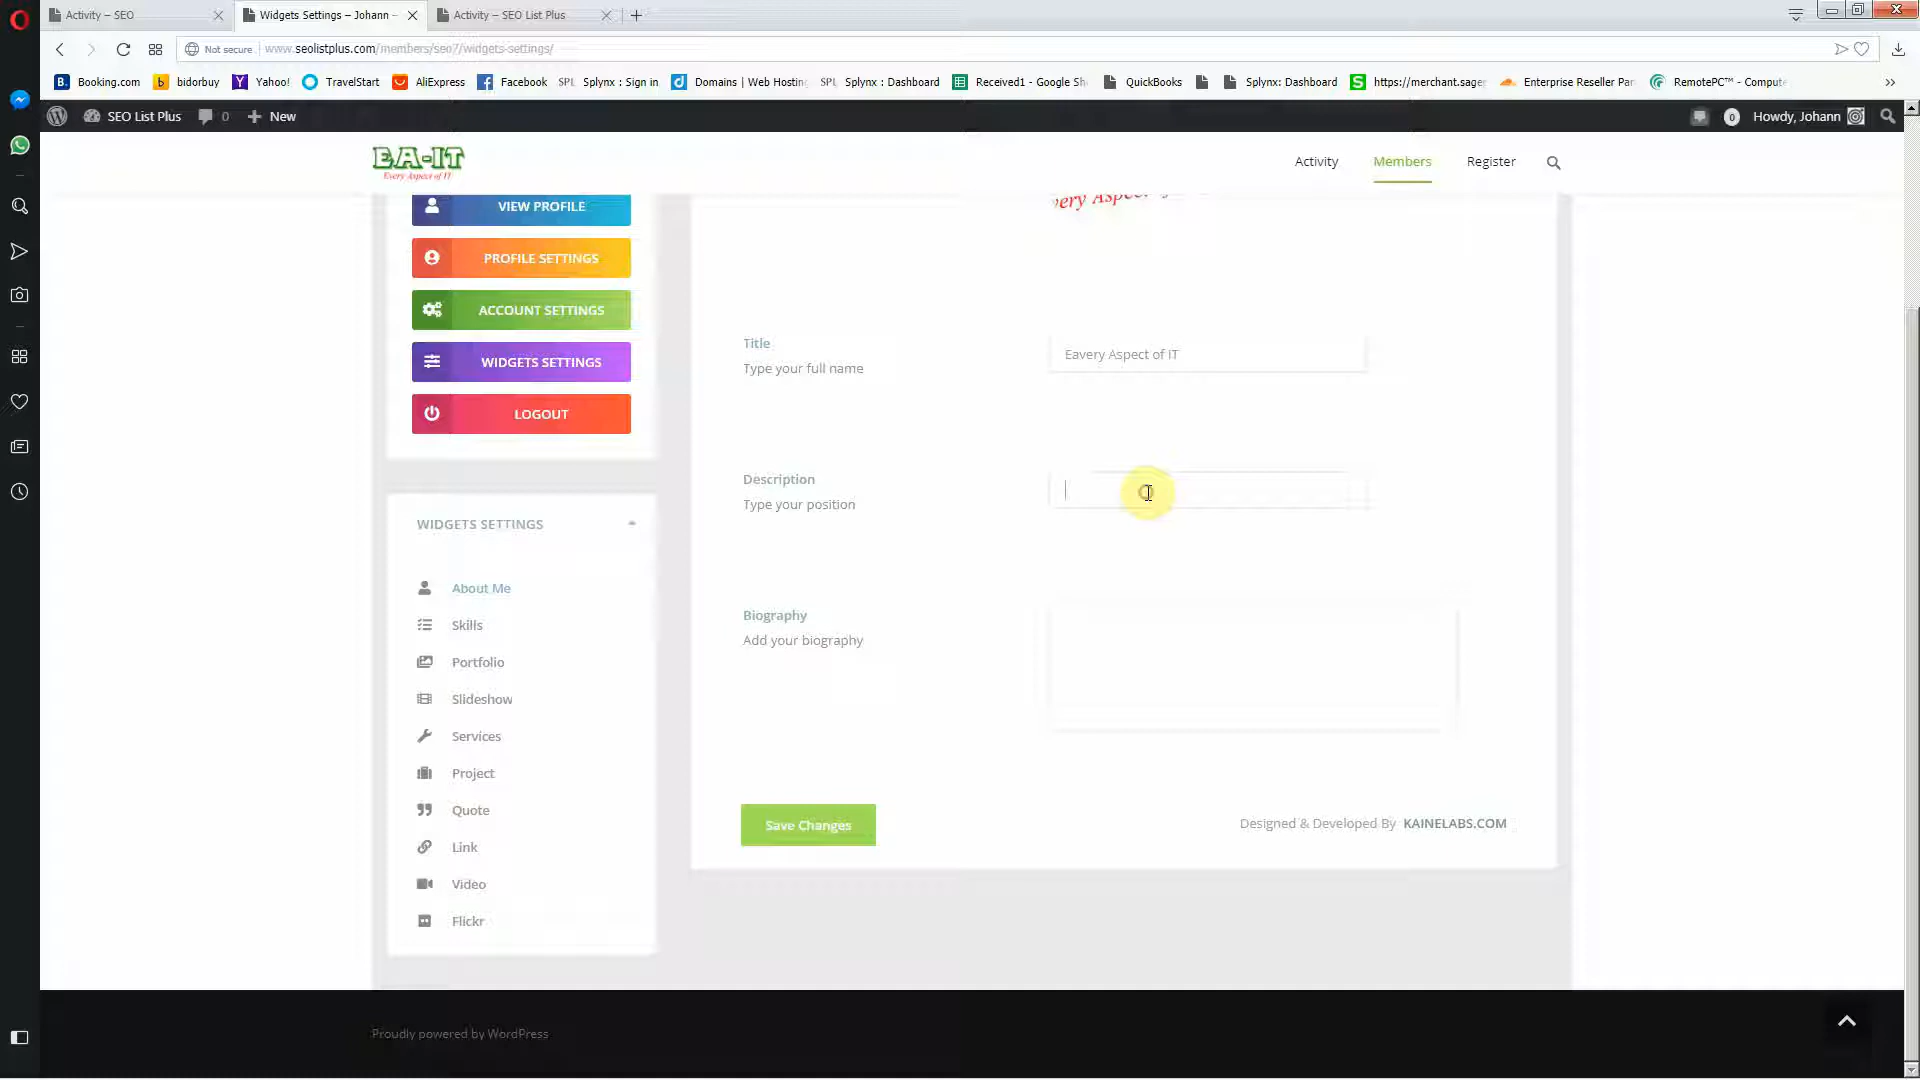 Activity – SEO
Widgets Settings – Johann –
Activity – SEO List Plus
Not secure
www.seolistplus.com/members/seo7/widgets-settings/
Booking.com
bidorbuy
Yahoo!
TravelStart
AliExpress
Facebook
SPL Splynx : Sign in
Domains | Web Hosting
SPL Splynx : Dashboard
Received1 - Google Sh
QuickBooks
Splynx: Dashboard
https://merchant.sage
Enterprise Reseller Pan
RemotePC™ - Compute
SEO List Plus
0
New
0
Howdy, Johann
EA-IT
Every Aspect of IT
Activity
Members
Register
VIEW PROFILE
PROFILE SETTINGS
ACCOUNT SETTINGS
WIDGETS SETTINGS
LOGOUT
WIDGETS SETTINGS
About Me
Skills
Portfolio
Slideshow
Services
Project
Quote
Link
Video
Flickr
Title
Type your full name
Eavery Aspect of IT
Description
Type your position
Biography
Add your biography
Save Changes
Designed & Developed By KAINELABS.COM
Proudly powered by WordPress